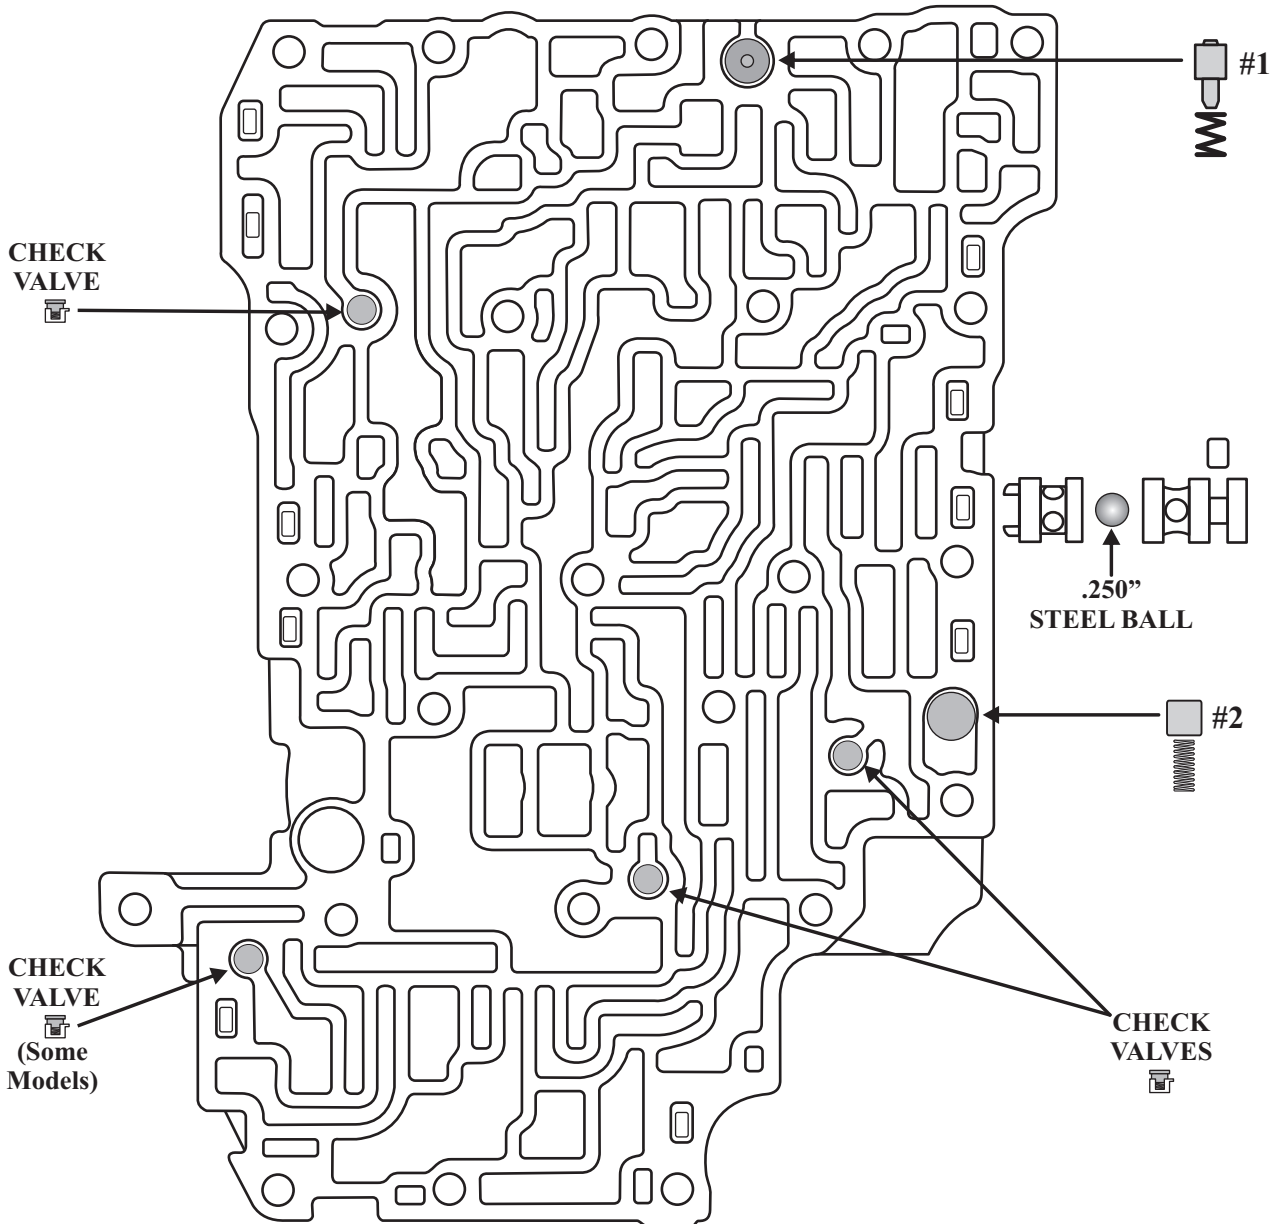 #1
CHECK
VALVE
.250”
STEEL BALL
#2
CHECK
VALVE
(Some
Models)
CHECK
VALVES